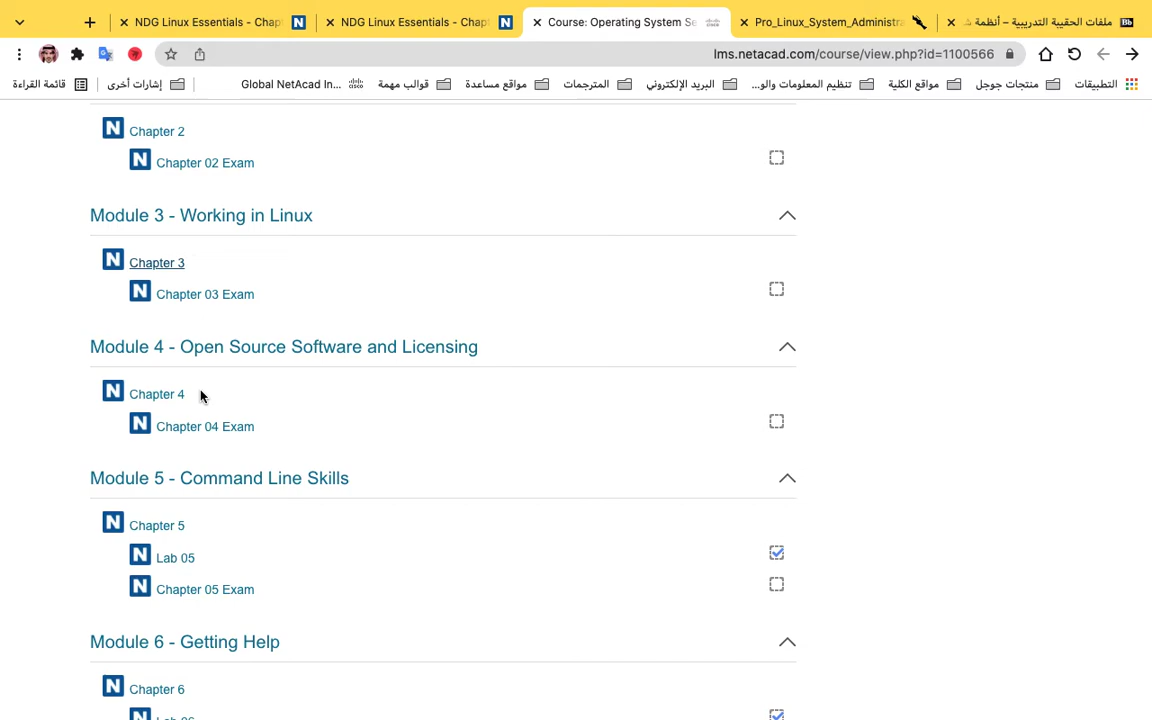 NDG Linux Essentials - Chap
NDG Linux Essentials - Chapt
Course: Operating System Se
Pro_Linux_System_Administra
ملفات الحقيبة التدريبية – أنظمة
Bb
lms.netacad.com/course/view.php?id=1100566
التطبيقات
منتجات جوجل
مواقع الكلية
تنظيم المعلومات والو...
البريد الإلكتروني
المترجمات
مواقع مساعدة
قوالب مهمة
Global NetAcad In...
إشارات أخرى
قائمة القراءة
N Chapter 2
N Chapter 02 Exam
Module 3 - Working in Linux
N Chapter 3
N Chapter 03 Exam
Module 4 - Open Source Software and Licensing
N Chapter 4
N Chapter 04 Exam
Module 5 - Command Line Skills
N Chapter 5
N Lab 05
N Chapter 05 Exam
Module 6 - Getting Help
N Chapter 6
N Lab 06